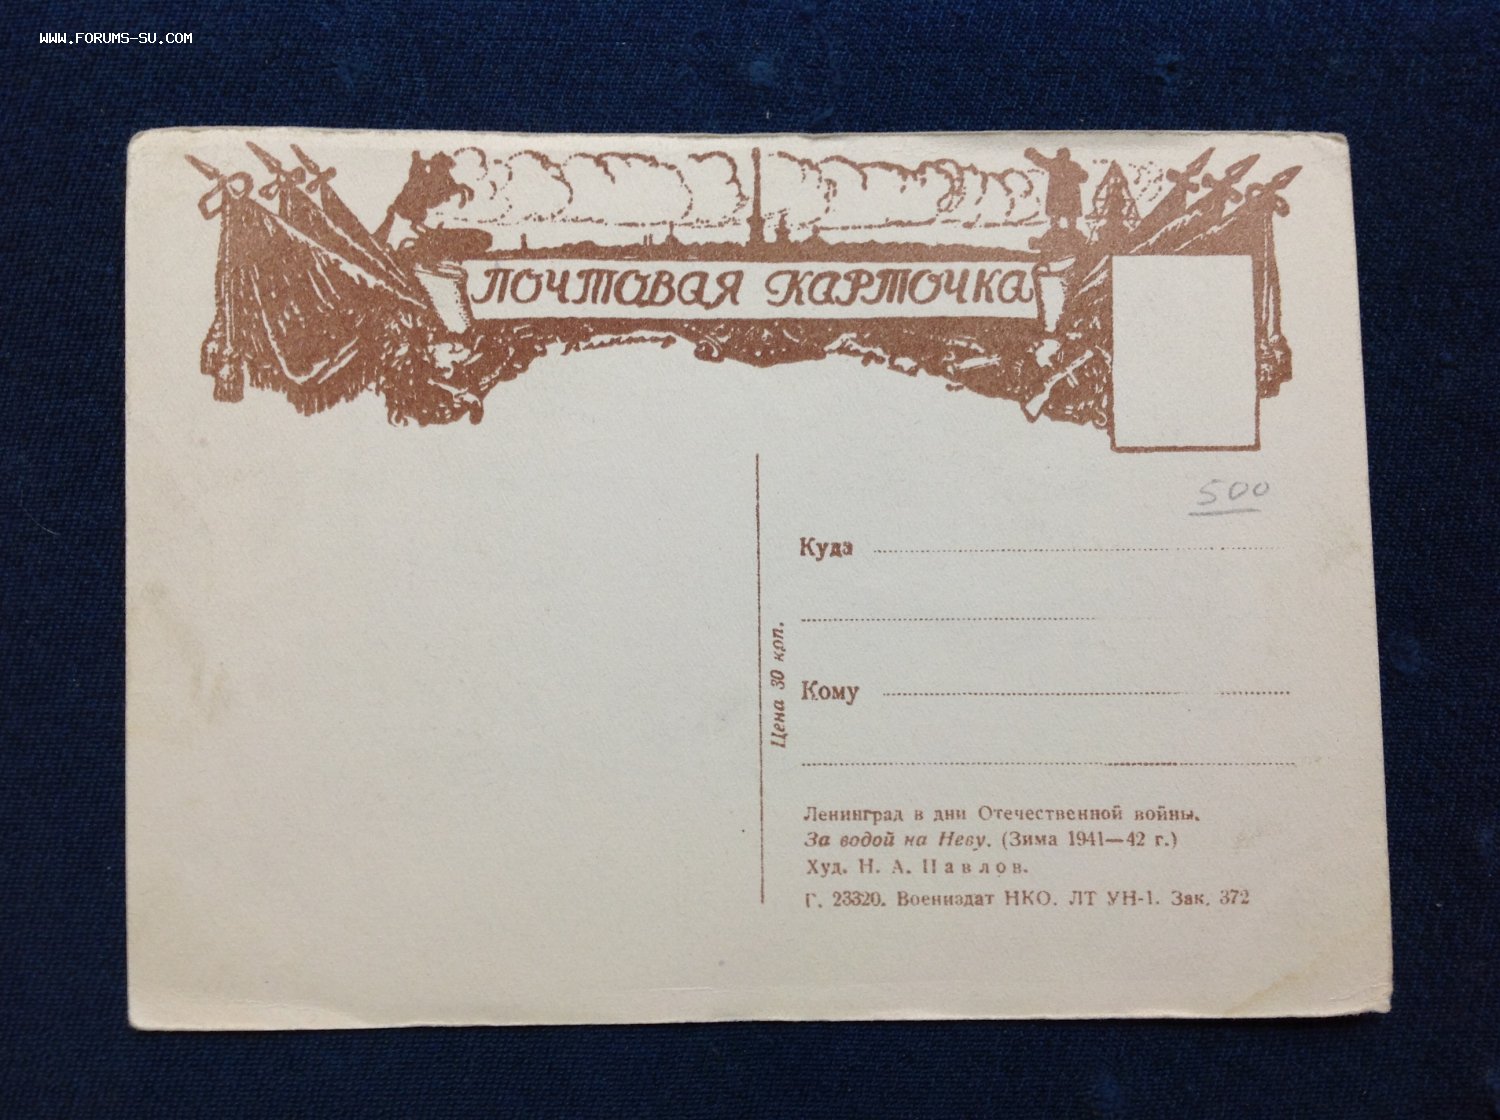 WWW.FORUMS-SU.COM
ПОЧТОВАЯ КАРТОЧКА
500
Куда
Кому
Цена 30 коп.
Ленинград в дни Отечественной войны.
За водой на Неву. (Зима 1941—42 г.)
Худ. Н. А. Павлов.
Г. 23320. Воениздат НКО. ЛТ УН-1. Зак. 372